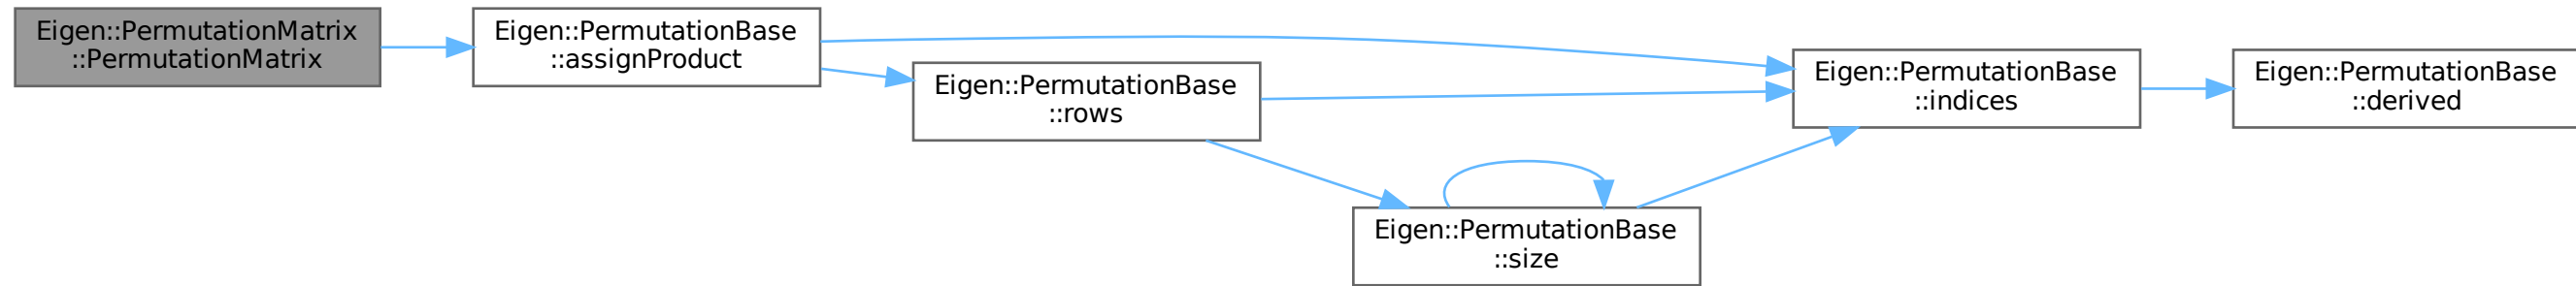 Eigen::PermutationMatrix
::PermutationMatrix
Eigen::PermutationBase
::assignProduct
Eigen::PermutationBase
::rows
Eigen::PermutationBase
::size
Eigen::PermutationBase
::indices
Eigen::PermutationBase
::derived